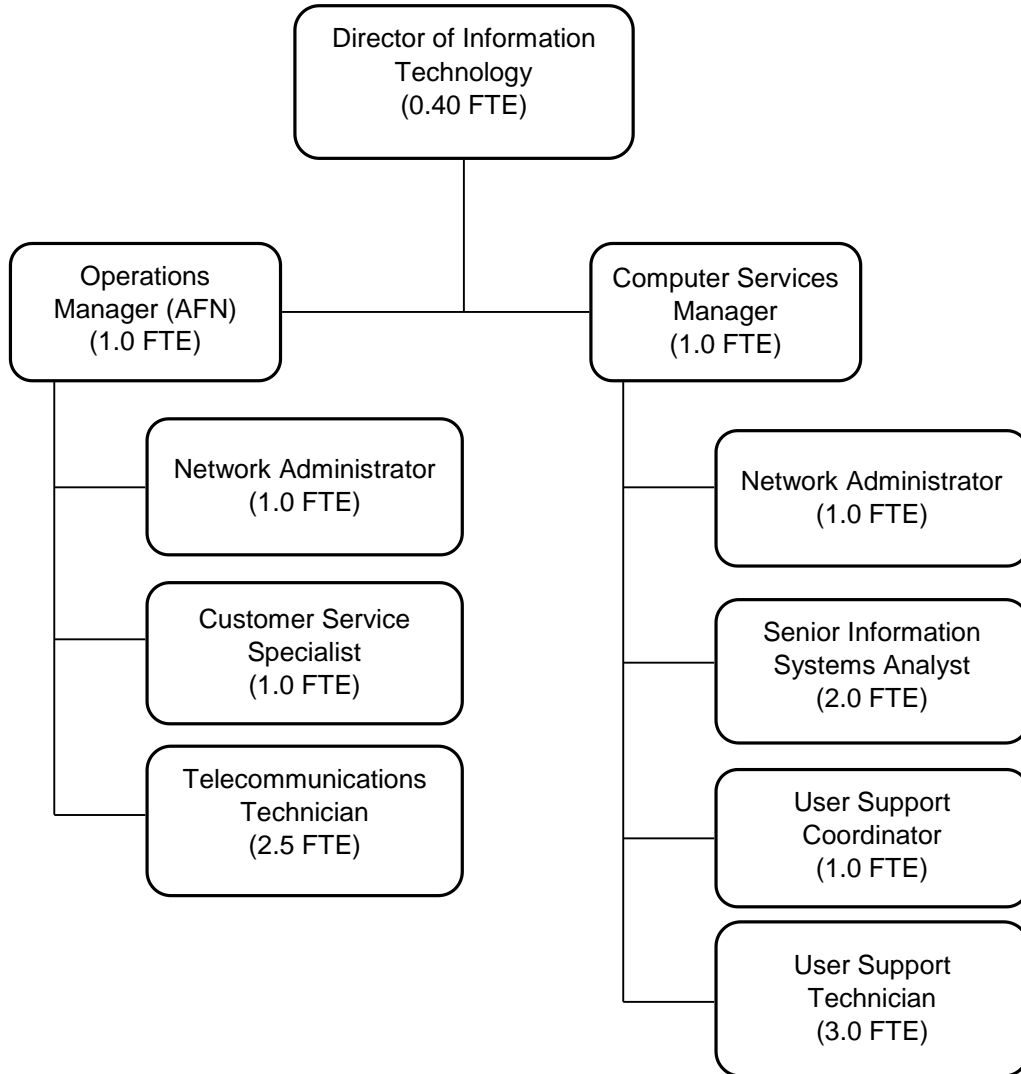 Director of Information
Technology
(0.40 FTE)
Operations
Manager (AFN)
(1.0 FTE)
Network Administrator
(1.0 FTE)
Customer Service
Specialist
(1.0 FTE)
Telecommunications
Technician
(2.5 FTE)
Computer Services
Manager
(1.0 FTE)
Network Administrator
(1.0 FTE)
Senior Information
Systems Analyst
(2.0 FTE)
User Support
Coordinator
(1.0 FTE)
User Support
Technician
(3.0 FTE)